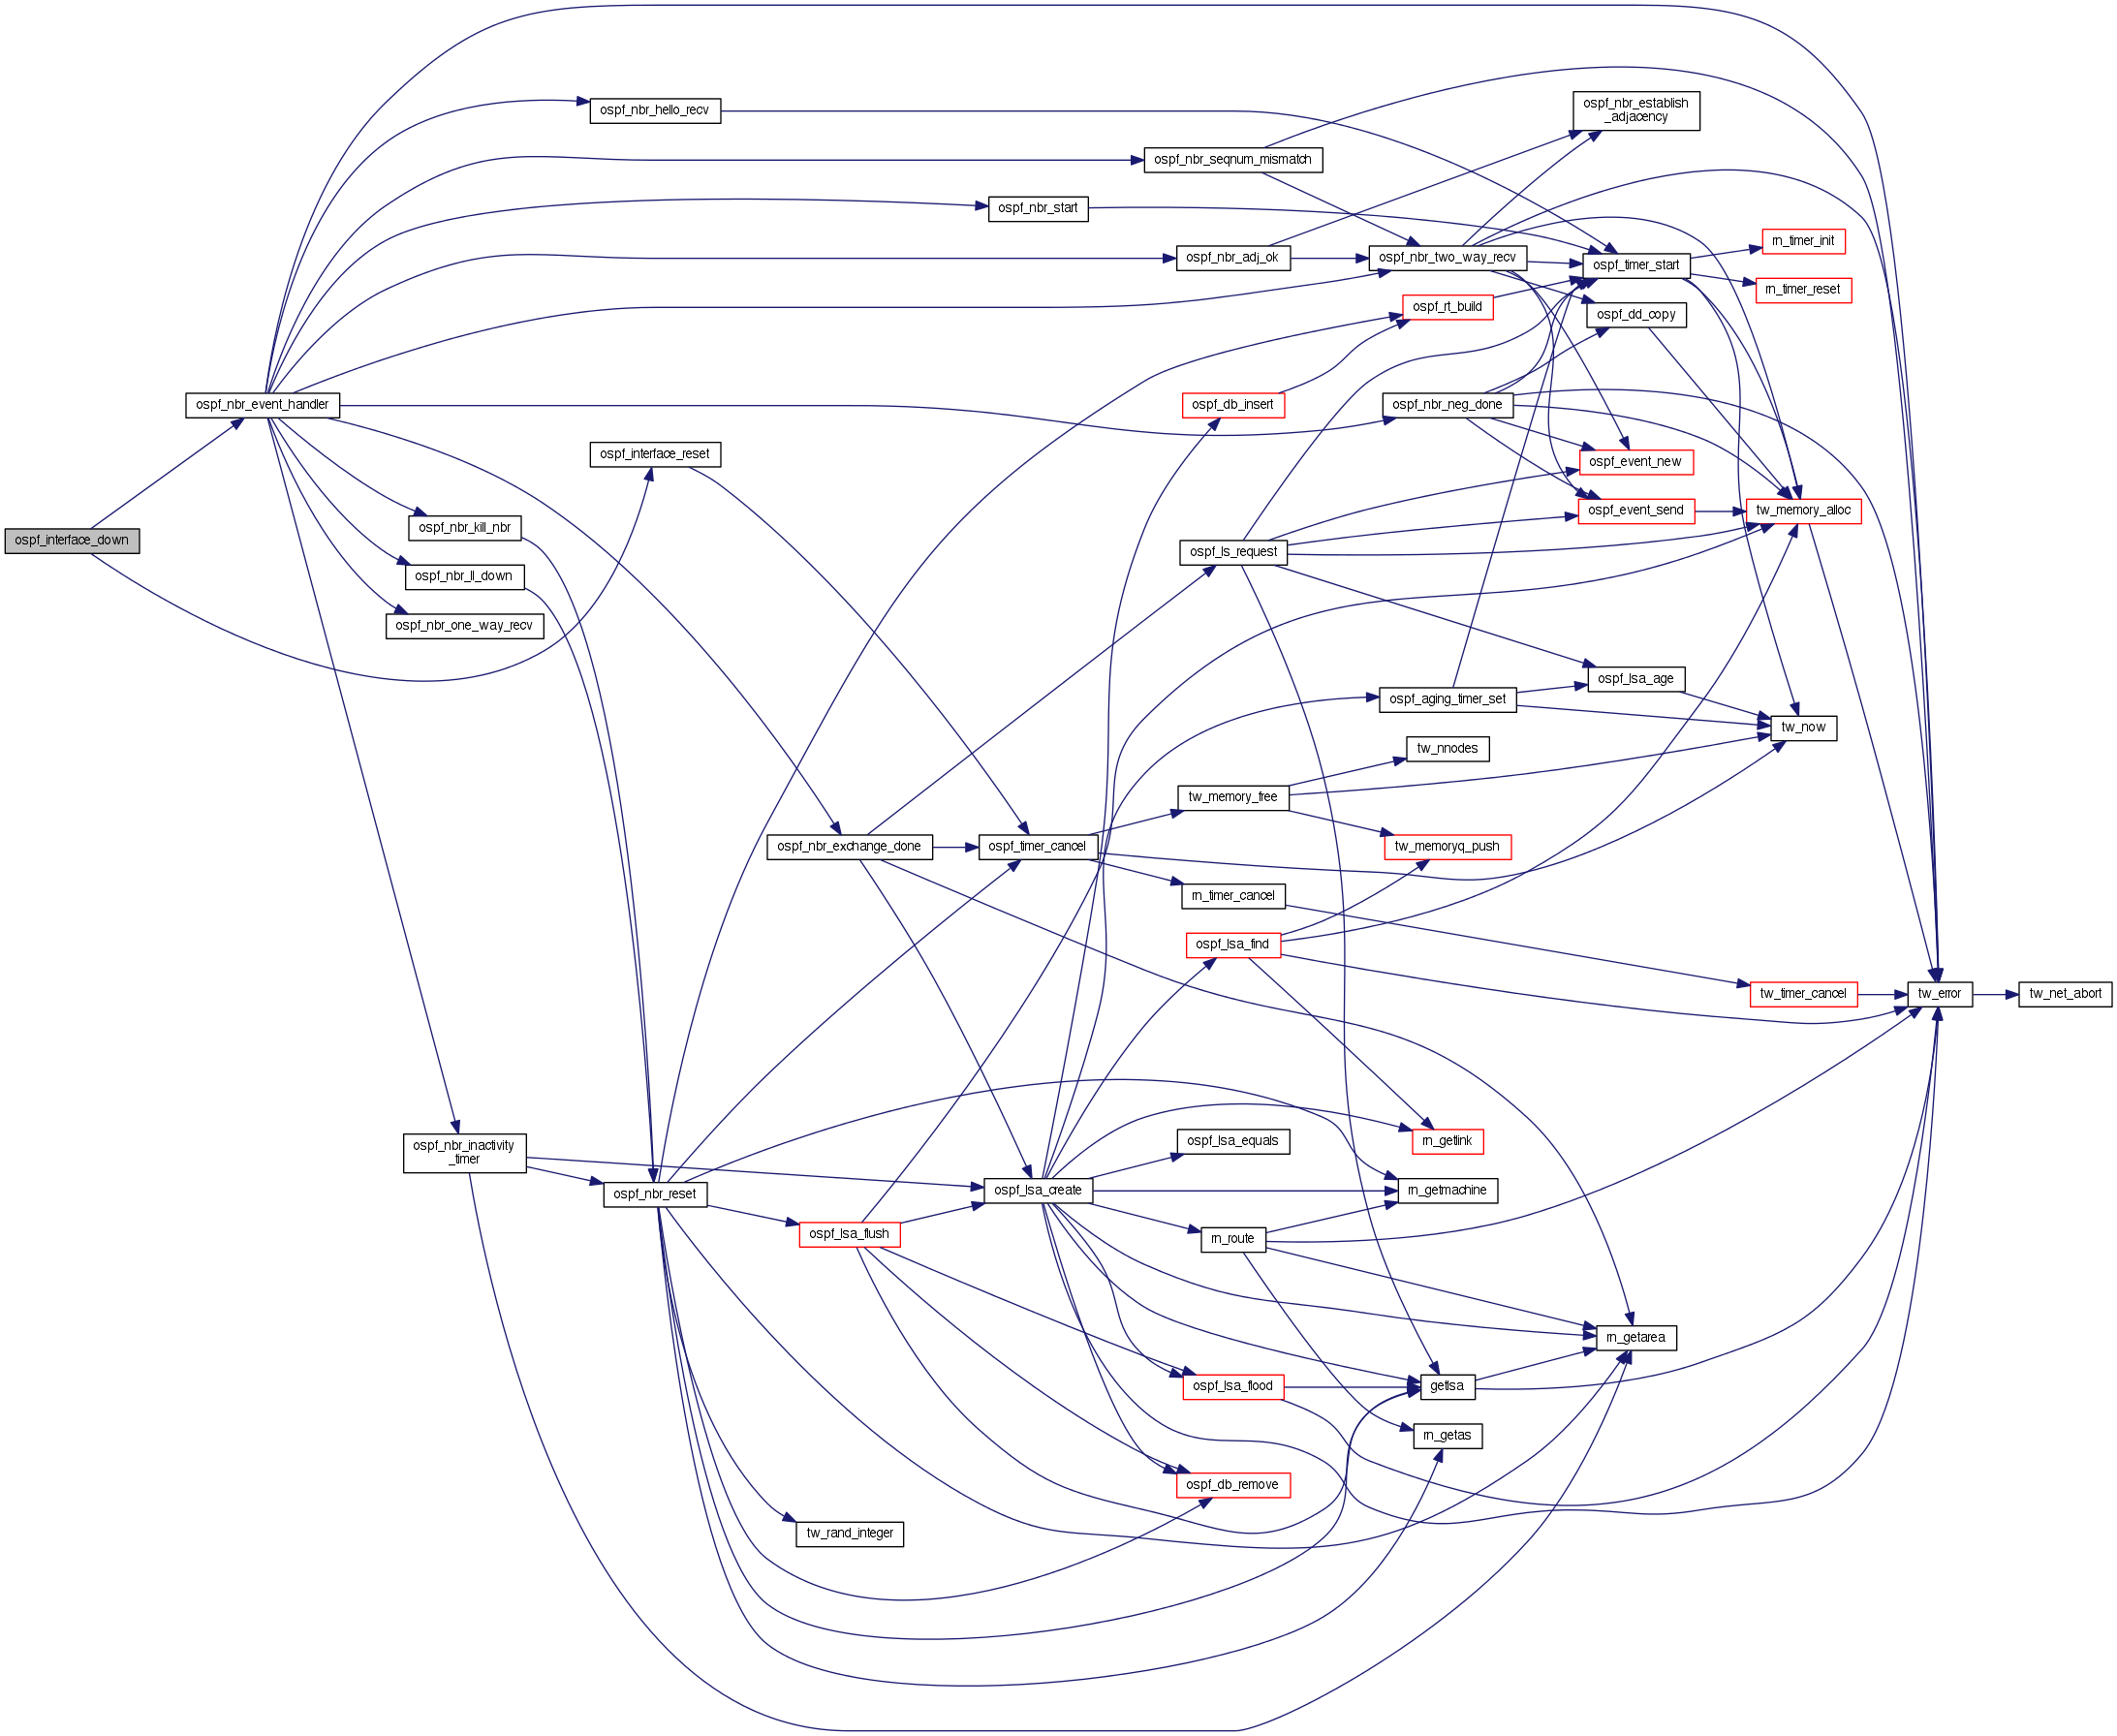 ospf_nbr_establish
_adjacency
ospf_nbr_hello_recv
ospf_nbr_seqnum_mismatch
ospf_nbr_start
rn_timer_init
ospf_nbr_adj_ok
ospf_nbr_two_way_recv
ospf_timer_start
rn_timer_reset
ospf_rt_build
ospf_dd_copy
ospf_nbr_event_handler
ospf_db_insert
ospf_nbr_neg_done
ospf_interface_reset
ospf_event_new
ospf_event_send
tw_memory_alloc
ospf_nbr_kill_nbr
ospf_interface_down
ospf_ls_request
ospf_nbr_ll_down
ospf_nbr_one_way_recv
ospf_lsa_age
ospf_aging_timer_set
tw_now
tw_nnodes
tw_memory_free
ospf_nbr_exchange_done
ospf_timer_cancel
tw_memoryq_push
rn_timer_cancel
ospf_lsa_find
tw_timer_cancel
tw_error
tw_net_abort
ospf_nbr_inactivity
_timer
ospf_lsa_equals
rn_getlink
ospf_nbr_reset
ospf_lsa_create
rn_getmachine
ospf_lsa_flush
rn_route
rn_getarea
ospf_lsa_flood
getlsa
rn_getas
ospf_db_remove
tw_rand_integer